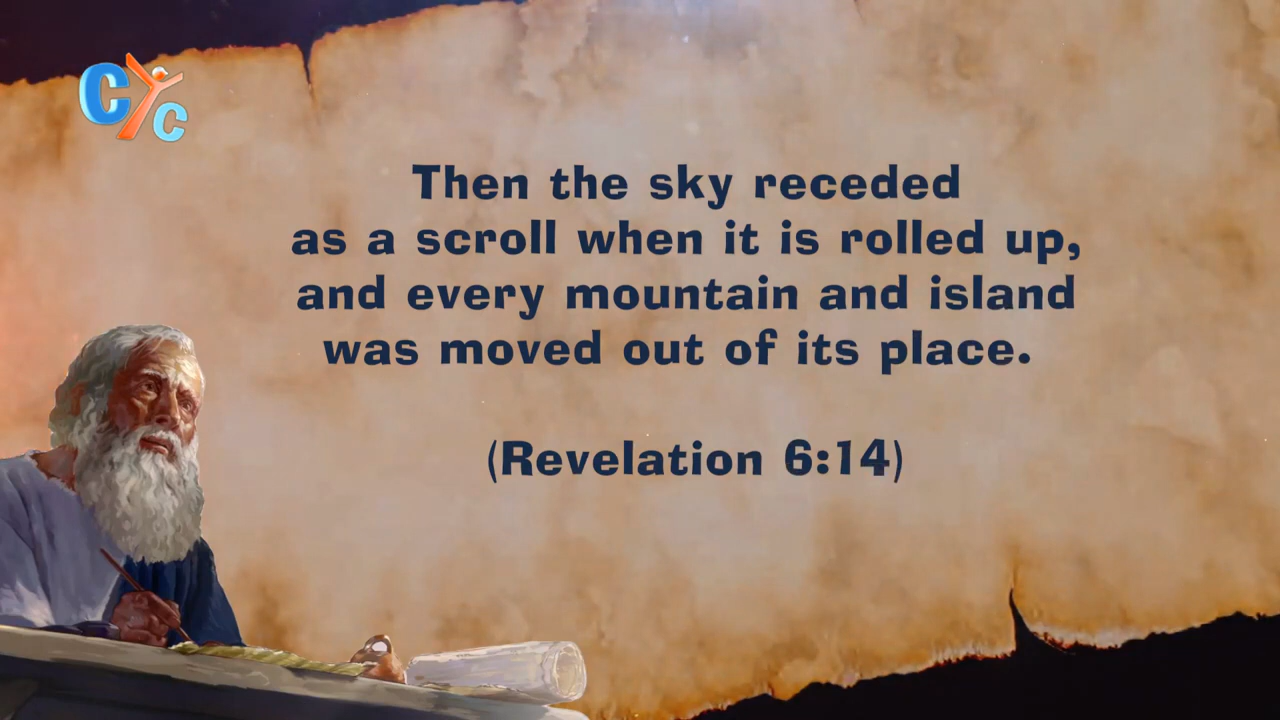 CYC
Then the sky receded
as a scroll when it is rolled up,
and every mountain and island
was moved out of its place.
(Revelation 6:14)